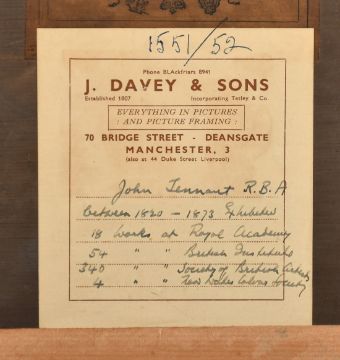 1551/52
Phone BLAckfriars 8941
J. DAVEY & SONS
Established 1807 Incorporating Tetley & Co.
EVERYTHING IN PICTURES
: AND PICTURE FRAMING :
70 BRIDGE STREET - DEANSGATE
MANCHESTER, 3
(also at 44 Duke Street Liverpool)
John Tennant R.B.A
Between 1820 - 1873 Exhibited
18 Works at Royal Academy
54 " " British Institute
340 " " Society of British Artists
4 " " New Water Colour Society